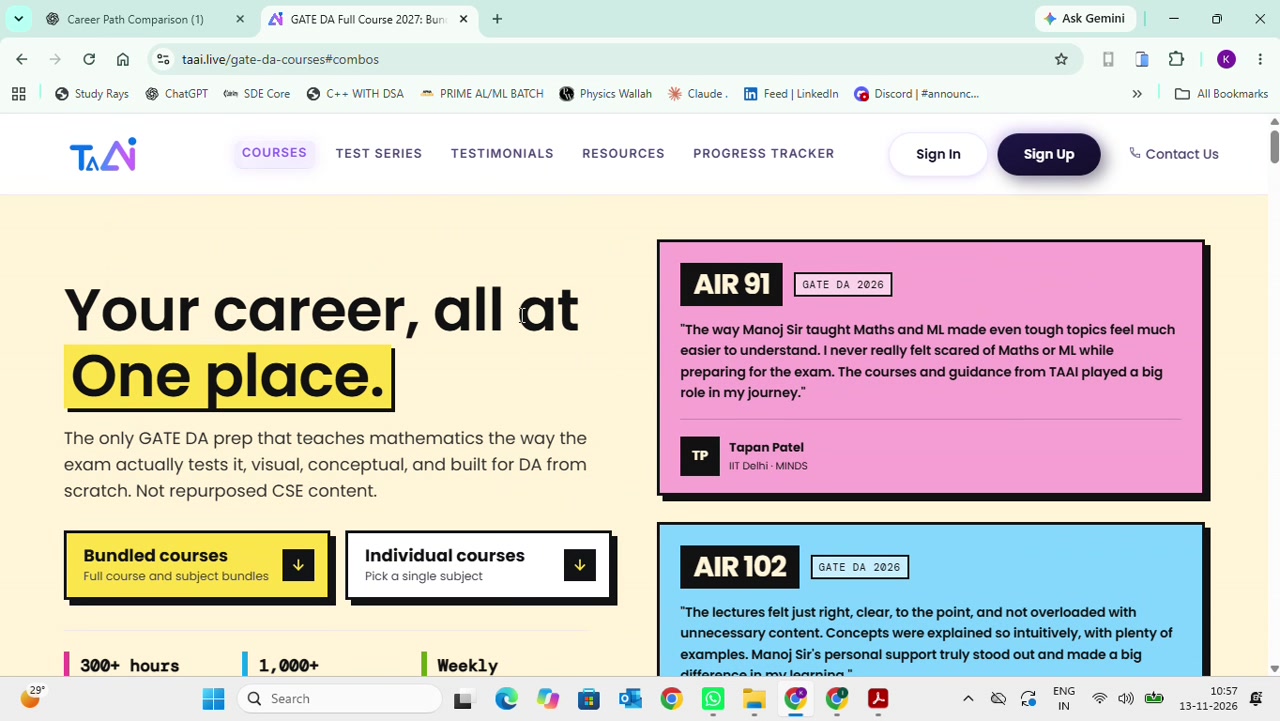 Career Path Comparison (1)
GATE DA Full Course 2027: Bun
Ask Gemini
taai.live/gate-da-courses#combos
K
Study Rays
ChatGPT
SDE Core
C++ WITH DSA
PRIME AL/ML BATCH
Physics Wallah
Claude .
Feed | LinkedIn
Discord | #announc...
All Bookmarks
TAAi
COURSES
TEST SERIES
TESTIMONIALS
RESOURCES
PROGRESS TRACKER
Sign In
Sign Up
Contact Us
Your career, all at
One place.
The only GATE DA prep that teaches mathematics the way the
exam actually tests it, visual, conceptual, and built for DA from
scratch. Not repurposed CSE content.
Bundled courses
Full course and subject bundles
Individual courses
Pick a single subject
300+ hours
1,000+
Weekly
AIR 91
GATE DA 2026
"The way Manoj Sir taught Maths and ML made even tough topics feel much
easier to understand. I never really felt scared of Maths or ML while
preparing for the exam. The courses and guidance from TAAI played a big
role in my journey."
TP
Tapan Patel
IIT Delhi · MINDS
AIR 102
GATE DA 2026
"The lectures felt just right, clear, to the point, and not overloaded with
unnecessary content. Concepts were explained so intuitively, with plenty of
examples. Manoj Sir's personal support truly stood out and made a big
difference in my learning."
29°
Search
ENG
IN
10:57
13-11-2026